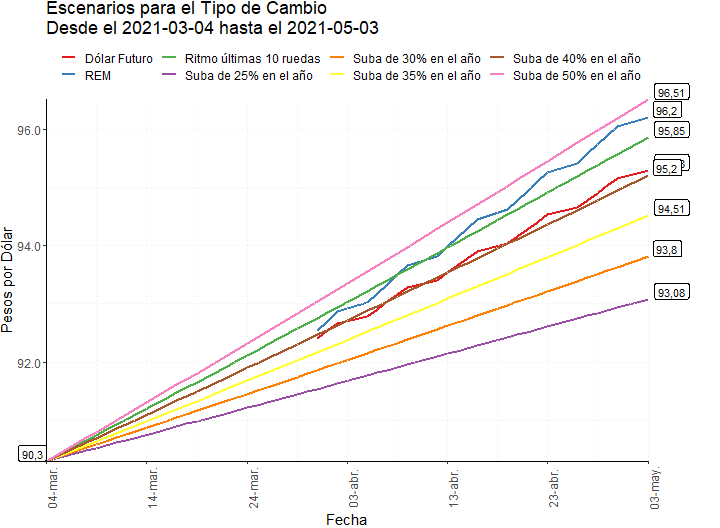 Escenarios para el Tipo de Cambio
Desde el 2021-03-04 hasta el 2021-05-03
Dólar Futuro
Ritmo últimas 10 ruedas
Suba de 30% en el año
Suba de 40% en el año
REM
Suba de 25% en el año
Suba de 35% en el año
Suba de 50% en el año
96,51
96,2
95,85
95,2
94,51
93,8
93,08
90,3
96.0
94.0
92.0
Pesos por Dólar
04-mar.
14-mar.
24-mar.
03-abr.
13-abr.
23-abr.
03-may.
Fecha